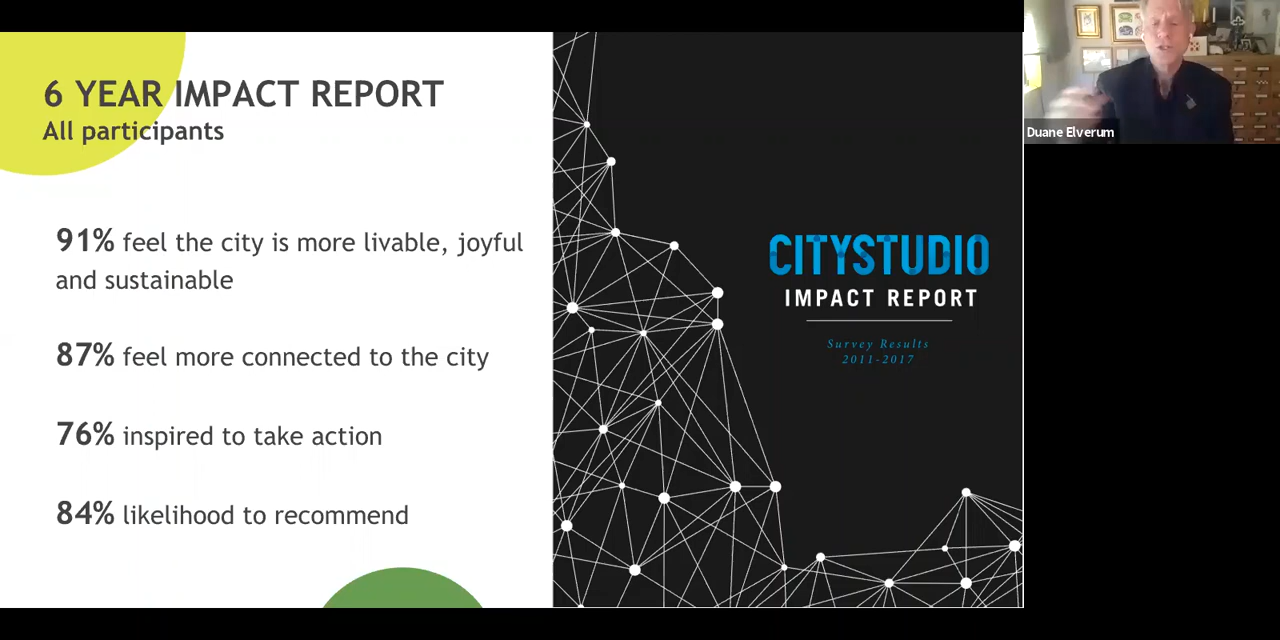 6 YEAR IMPACT REPORT
All participants
91% feel the city is more livable, joyful
and sustainable
87% feel more connected to the city
76% inspired to take action
84% likelihood to recommend
CITYSTUDIO
IMPACT REPORT
Survey Results
2011-2017
Duane Elverum